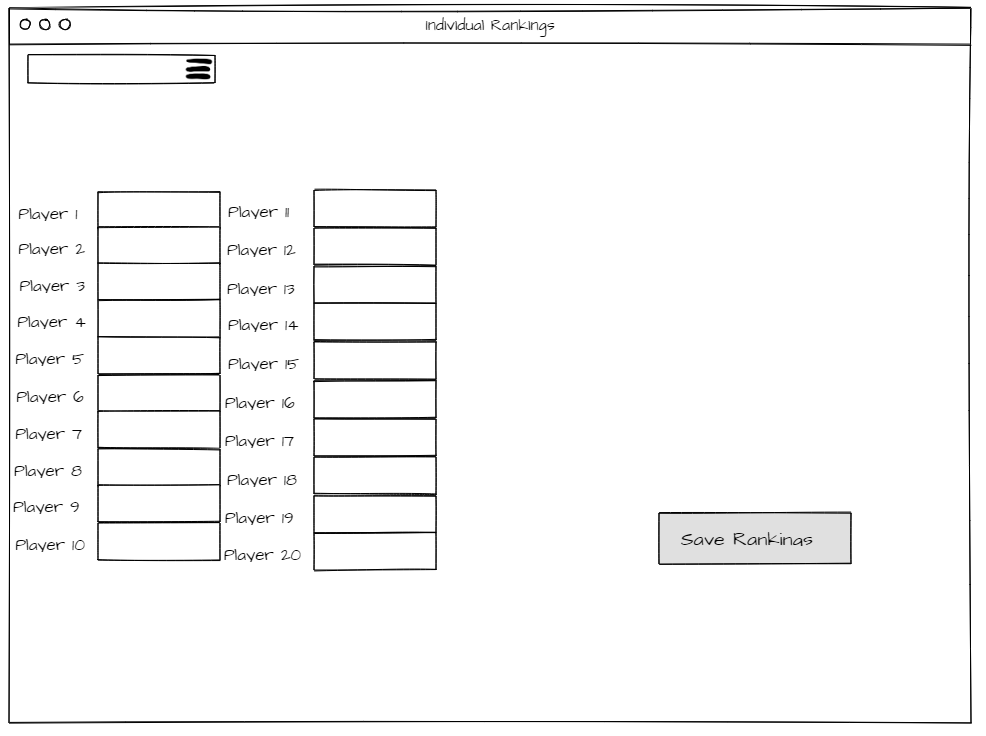 Individual Rankings
Player 1
Player 2
Player 3
Player 4
Player 5
Player 6
Player 7
Player 8
Player 9
Player 10
Player 11
Player 12
Player 13
Player 14
Player 15
Player 16
Player 17
Player 18
Player 19
Player 20
Save Rankings